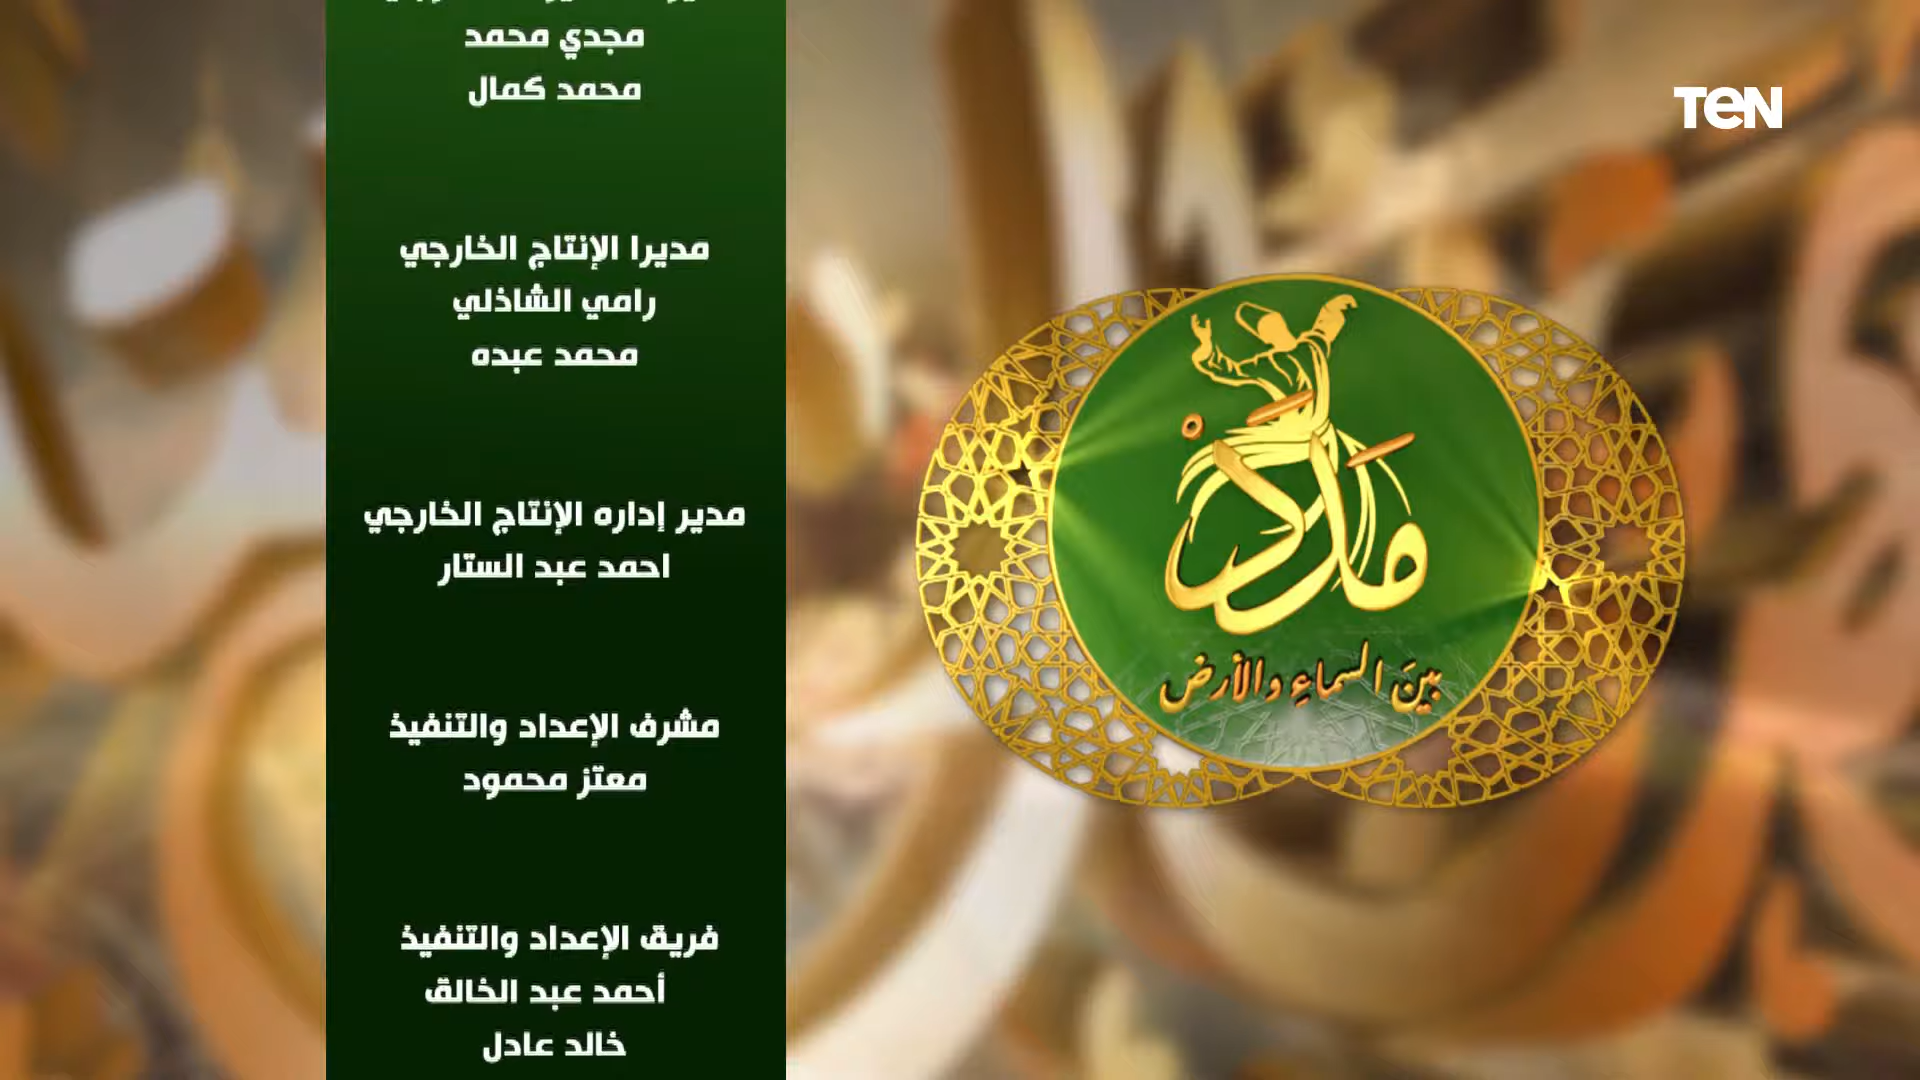 مجدي محمد
محمد كمال
مديرا الإنتاج الخارجي
رامي الشاذلي
محمد عبده
مدير إداره الإنتاج الخارجي
احمد عبد الستار
مشرف الإعداد والتنفيذ
معتز محمود
فريق الإعداد والتنفيذ
أحمد عبد الخالق
خالد عادل
TeN
مَدَدْ
بينَ السماءِ والأرض